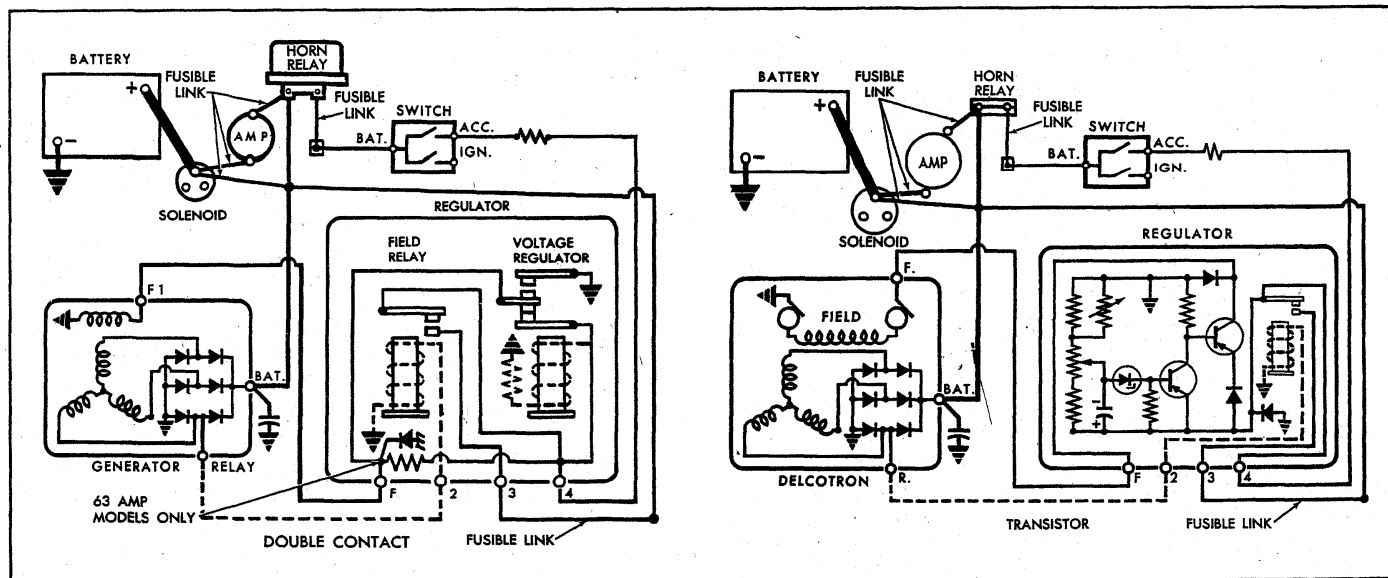 HORN
RELAY
BATTERY
FUSIBLE
LINK
FUSIBLE
LINK
+
-
AMP
SWITCH
BAT.
ACC.
IGN.
SOLENOID
REGULATOR
FIELD
RELAY
VOLTAGE
REGULATOR
F1
BAT.
GENERATOR
RELAY
F
2
3
4
63 AMP
MODELS ONLY
DOUBLE CONTACT
FUSIBLE LINK
BATTERY
FUSIBLE
LINK
HORN
RELAY
FUSIBLE
LINK
+
-
AMP
SWITCH
BAT.
ACC.
IGN.
SOLENOID
REGULATOR
F.
FIELD
BAT.
-
+
DELCOTRON
R.
F
2
3
4
TRANSISTOR
FUSIBLE LINK